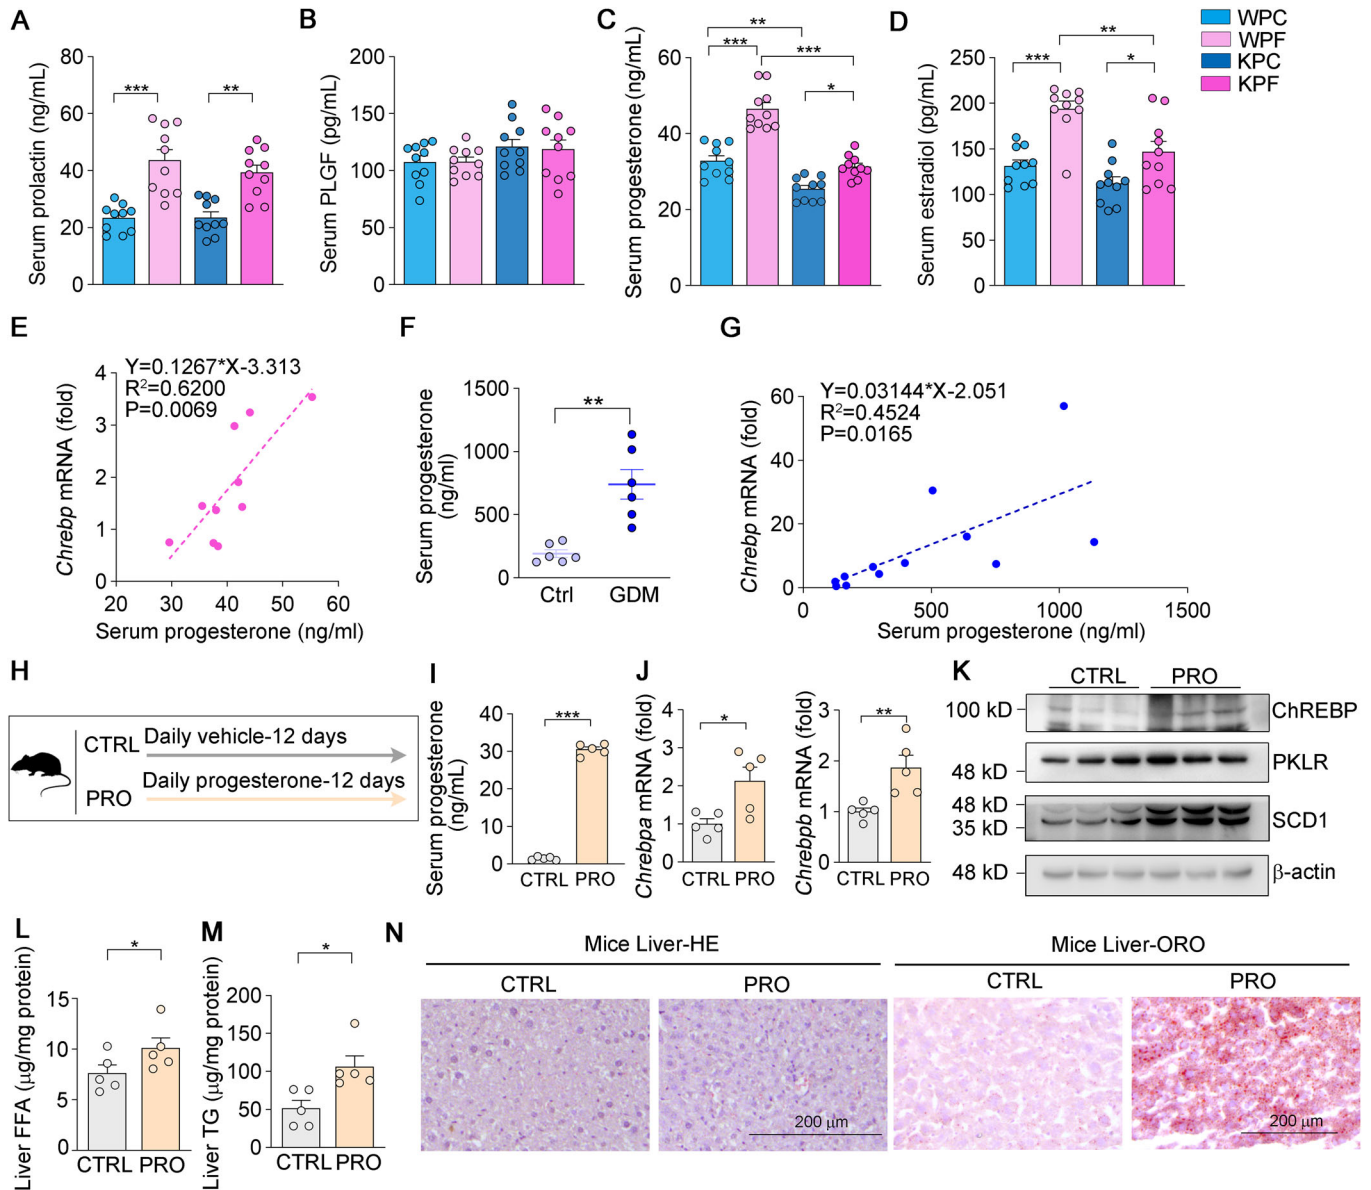 A
Serum prolactin (ng/mL)
80
60
40
20
0
***
**
B
Serum PLGF (pg/mL)
200
150
100
50
0
C
Serum progesterone (ng/mL)
60
40
20
0
**
***
***
*
D
Serum estradiol (pg/mL)
250
200
150
100
50
0
**
***
*
WPC
WPF
KPC
KPF
E
Y=0.1267*X-3.313
R²=0.6200
P=0.0069
Chrebp mRNA (fold)
4
3
2
1
0
20
30
40
50
60
Serum progesterone (ng/ml)
F
Serum progesterone
(ng/ml)
1500
1000
500
0
**
Ctrl
GDM
G
Y=0.03144*X-2.051
R²=0.4524
P=0.0165
Chrebp mRNA (fold)
60
40
20
0
0
500
1000
1500
Serum progesterone (ng/ml)
H
CTRL
Daily vehicle-12 days
PRO
Daily progesterone-12 days
I
Serum progesterone
(ng/mL)
40
30
20
10
0
***
CTRL PRO
J
Chrebpa mRNA (fold)
4
3
2
1
0
*
CTRL PRO
Chrebpb mRNA (fold)
3
2
1
0
**
CTRL PRO
K
CTRL
PRO
100 kD
ChREBP
48 kD
PKLR
48 kD
35 kD
SCD1
48 kD
β-actin
L
Liver FFA (μg/mg protein)
15
10
5
0
*
CTRL PRO
M
Liver TG (μg/mg protein)
200
150
100
50
0
*
CTRL PRO
N
Mice Liver-HE
CTRL
PRO
200 μm
Mice Liver-ORO
CTRL
PRO
200 μm